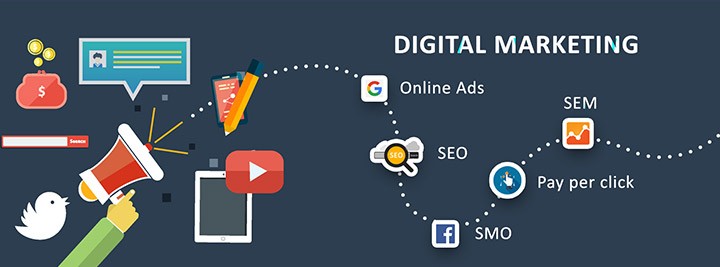 DIGITAL MARKETING
Online Ads
SEM
SEO
SEO
Pay per click
SMO
$
Search
G
f